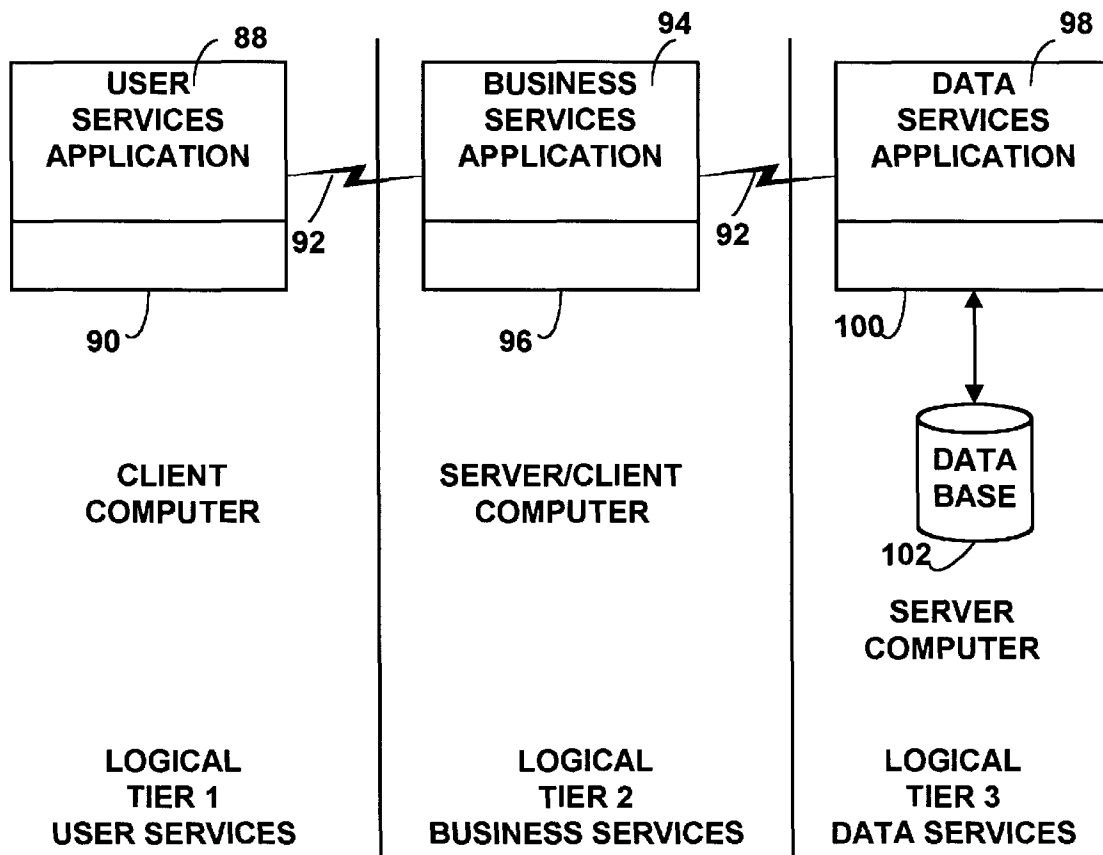 88
USER
SERVICES
APPLICATION
92
90
CLIENT
COMPUTER
LOGICAL
TIER 1
USER SERVICES
94
BUSINESS
SERVICES
APPLICATION
92
96
SERVER/CLIENT
COMPUTER
LOGICAL
TIER 2
BUSINESS SERVICES
98
DATA
SERVICES
APPLICATION
100
DATA
BASE
102
SERVER
COMPUTER
LOGICAL
TIER 3
DATA SERVICES